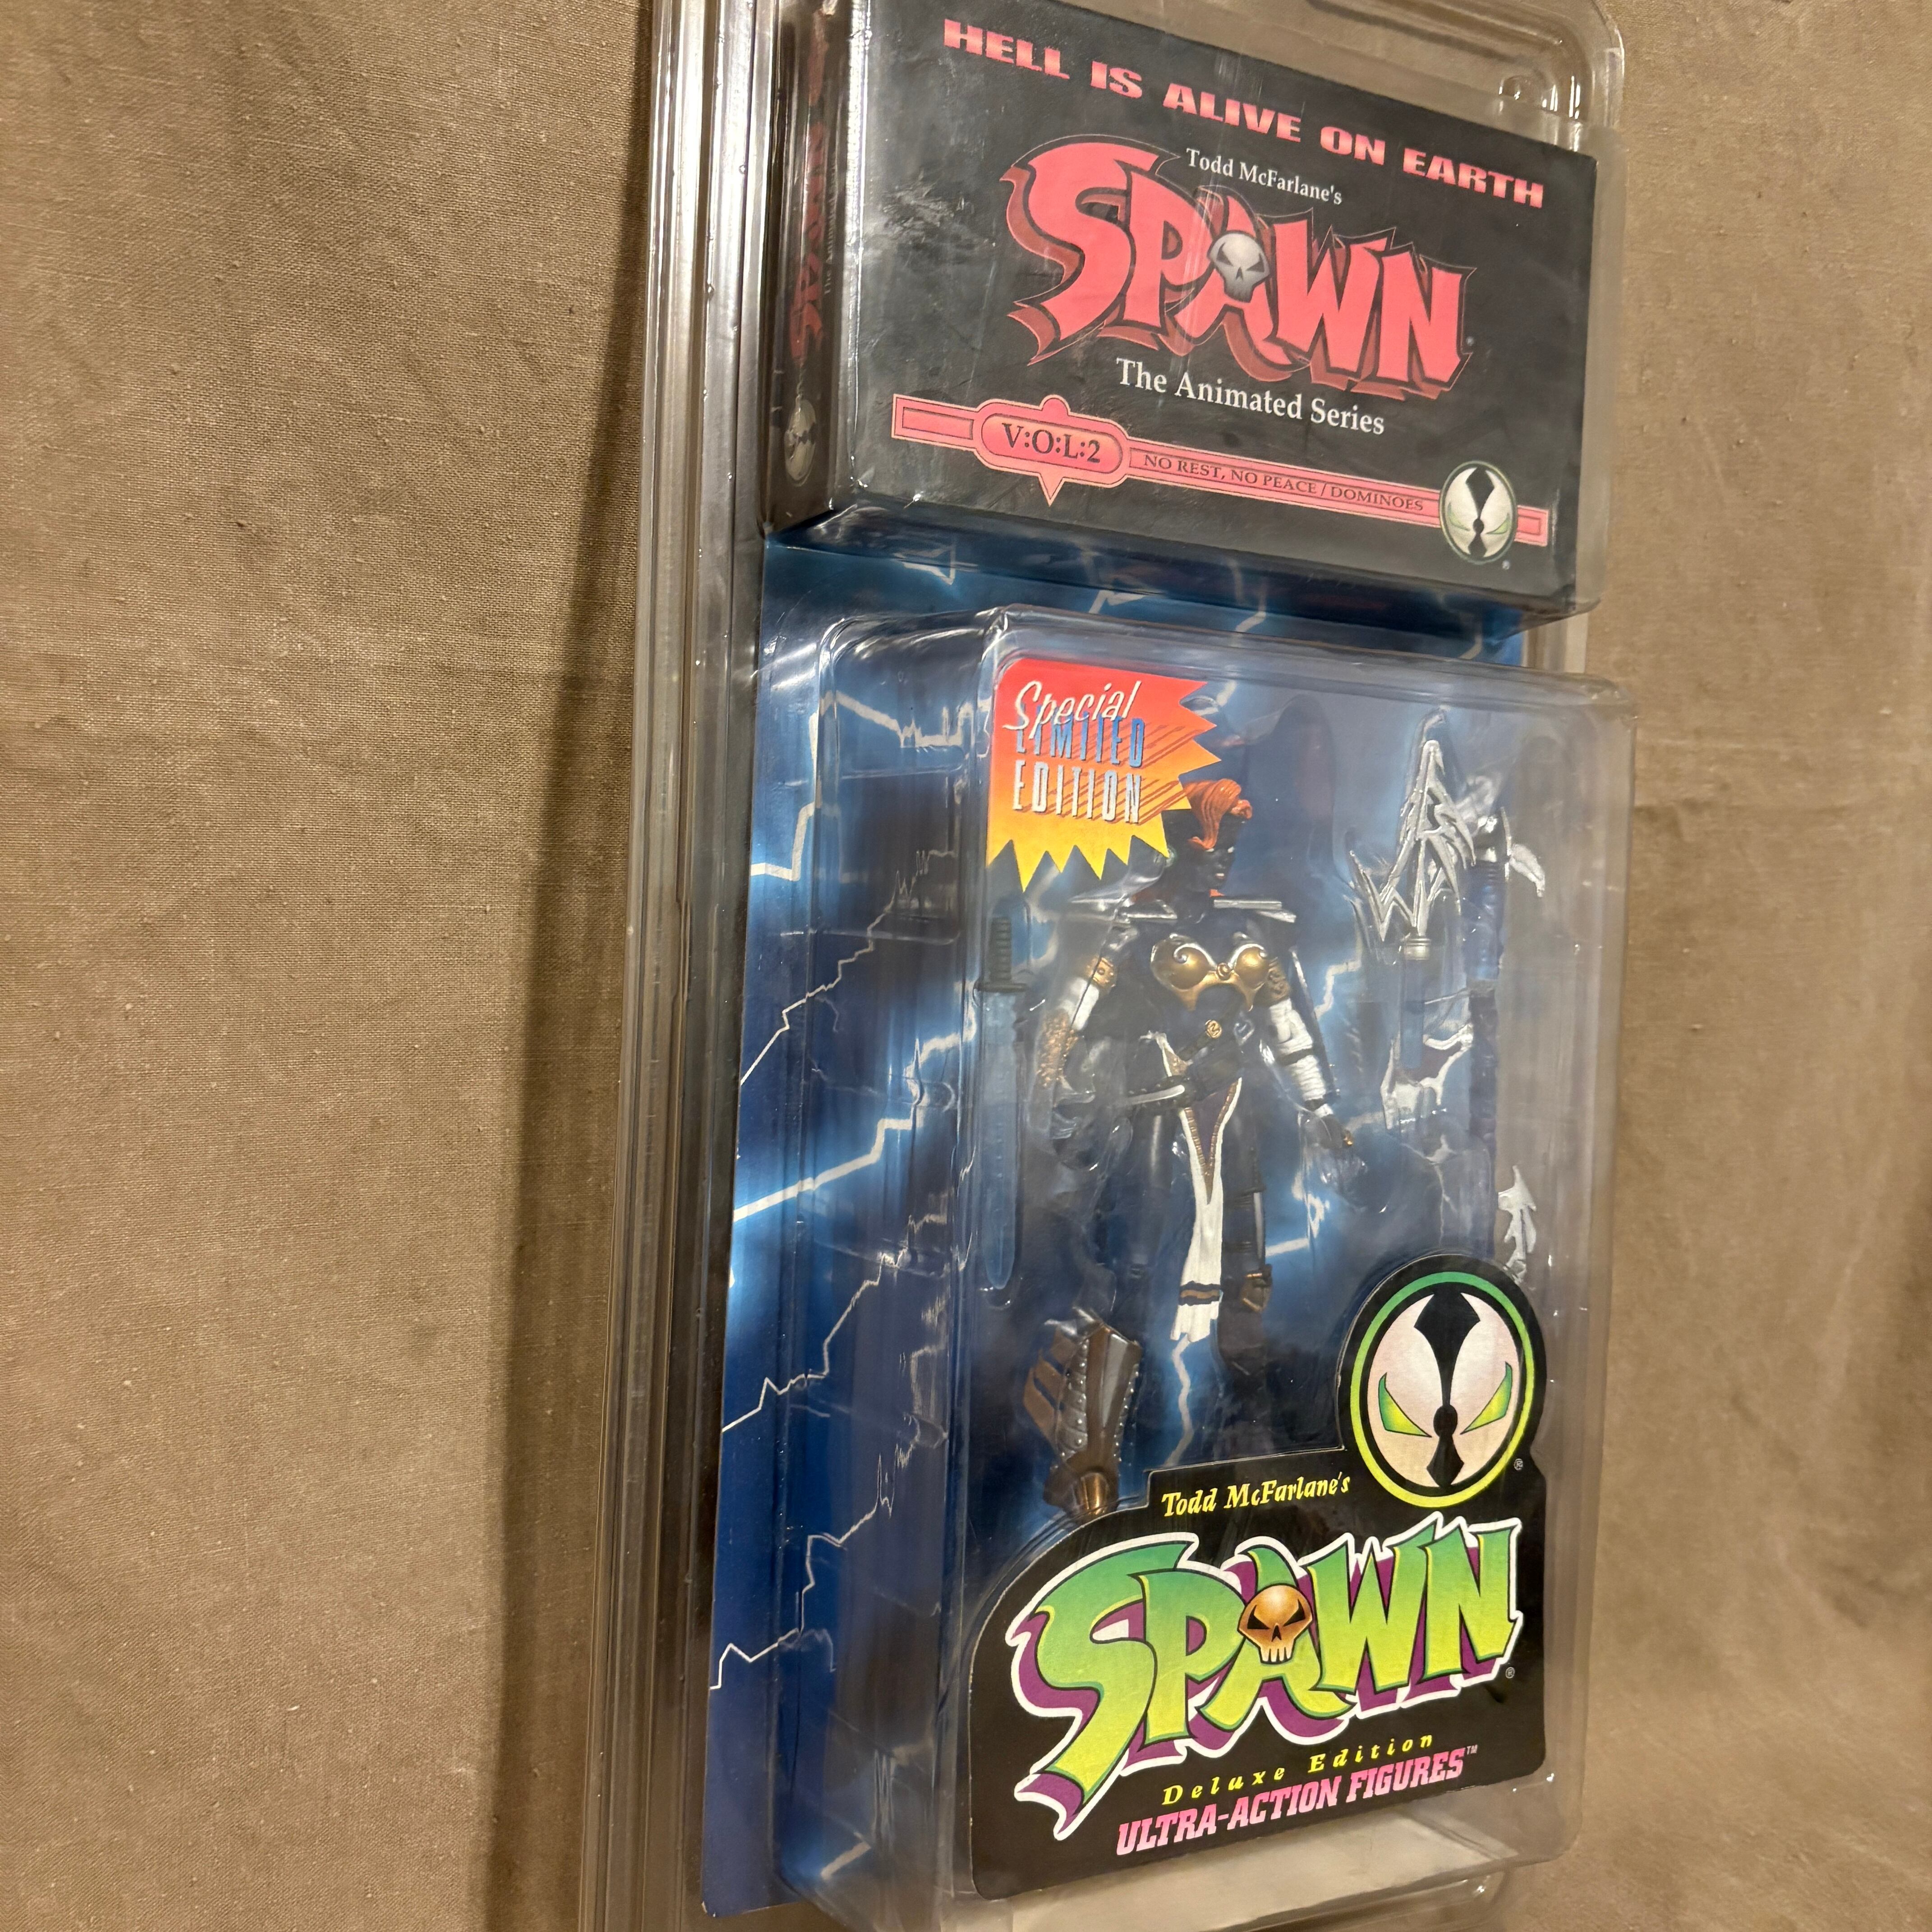 HELL IS ALIVE ON EARTH
Todd McFarlane's
SPAWN
The Animated Series
V:O:L:2
NO REST, NO PEACE / DOMINOES
Special
LIMITED
EDITION
Todd McFarlane's
SPAWN®
Deluxe Edition
ULTRA-ACTION FIGURES™